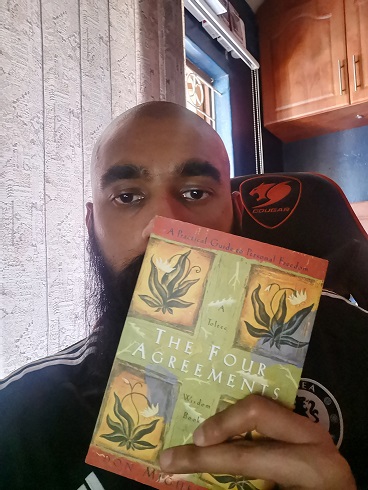 COUGAR
A Practical Guide to Personal Freedom
A
Toltec
THE FOUR
AGREEMENTS
Wisdom
Book